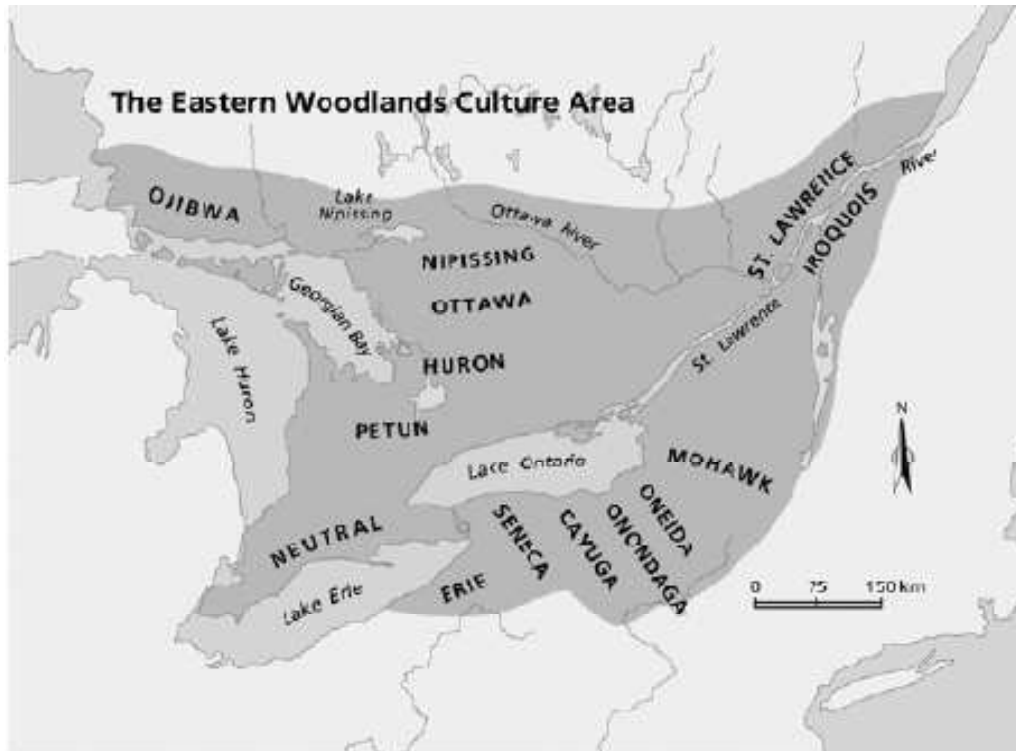 The Eastern Woodlands Culture Area
OJIBWA
Lake
Nipissing
Ottawa River
ST. LAWRENCE
IROQUOIS
River
NIPISSING
OTTAWA
Georgian Bay
Lake Huron
HURON
St Lawrence
PETUN
N
Lake Ontario
MOHAWK
NEUTRAL
SENECA
CAYUGA
ONONDAGA
ONEIDA
ERIE
Lake Erie
0 75 150 km